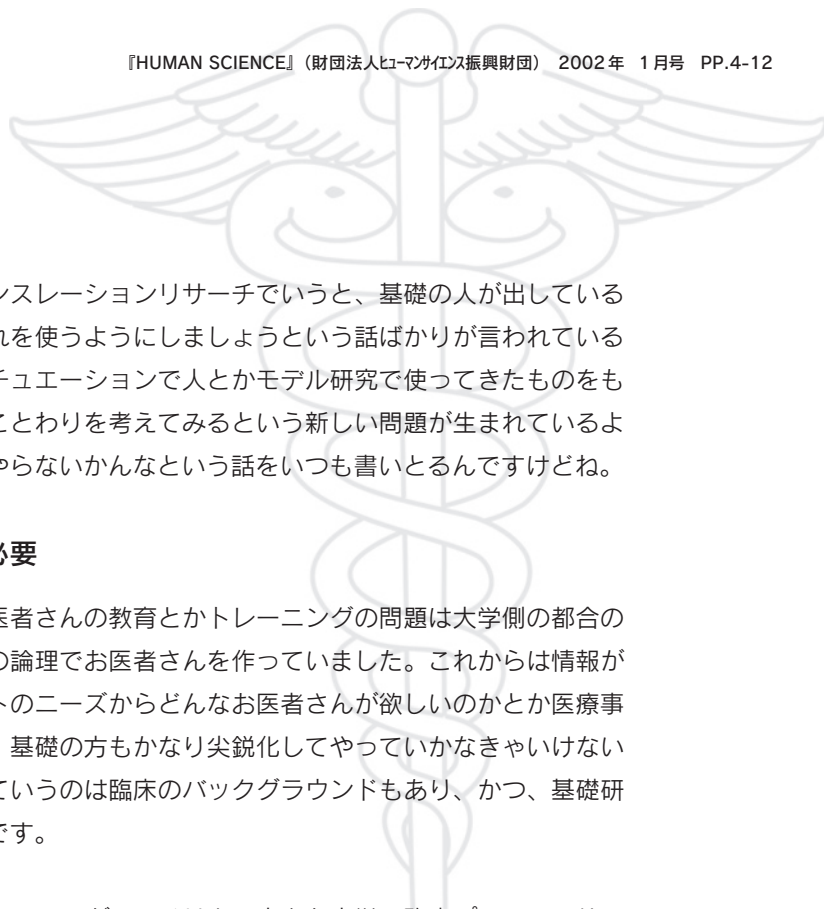 『HUMAN SCIENCE』(財団法人ヒューマンサイエンス振興財団) 2002年 1月号 PP.4-12
ンスレーションリサーチでいうと、基礎の人が出している
れを使うようにしましょうという話ばかりが言われている
チュエーションで人とかモデル研究で使ってきたものをも
ことわりを考えてみるという新しい問題が生まれているよ
やらないかんなという話をいつも書いとるんですけどね。
必要
医者さんの教育とかトレーニングの問題は大学側の都合の
の論理でお医者さんを作っていました。これからは情報が
トのニーズからどんなお医者さんが欲しいのかとか医療事
、基礎の方もかなり尖鋭化してやっていかなきゃいけない
ていうのは臨床のバックグラウンドもあり、かつ、基礎研
です。